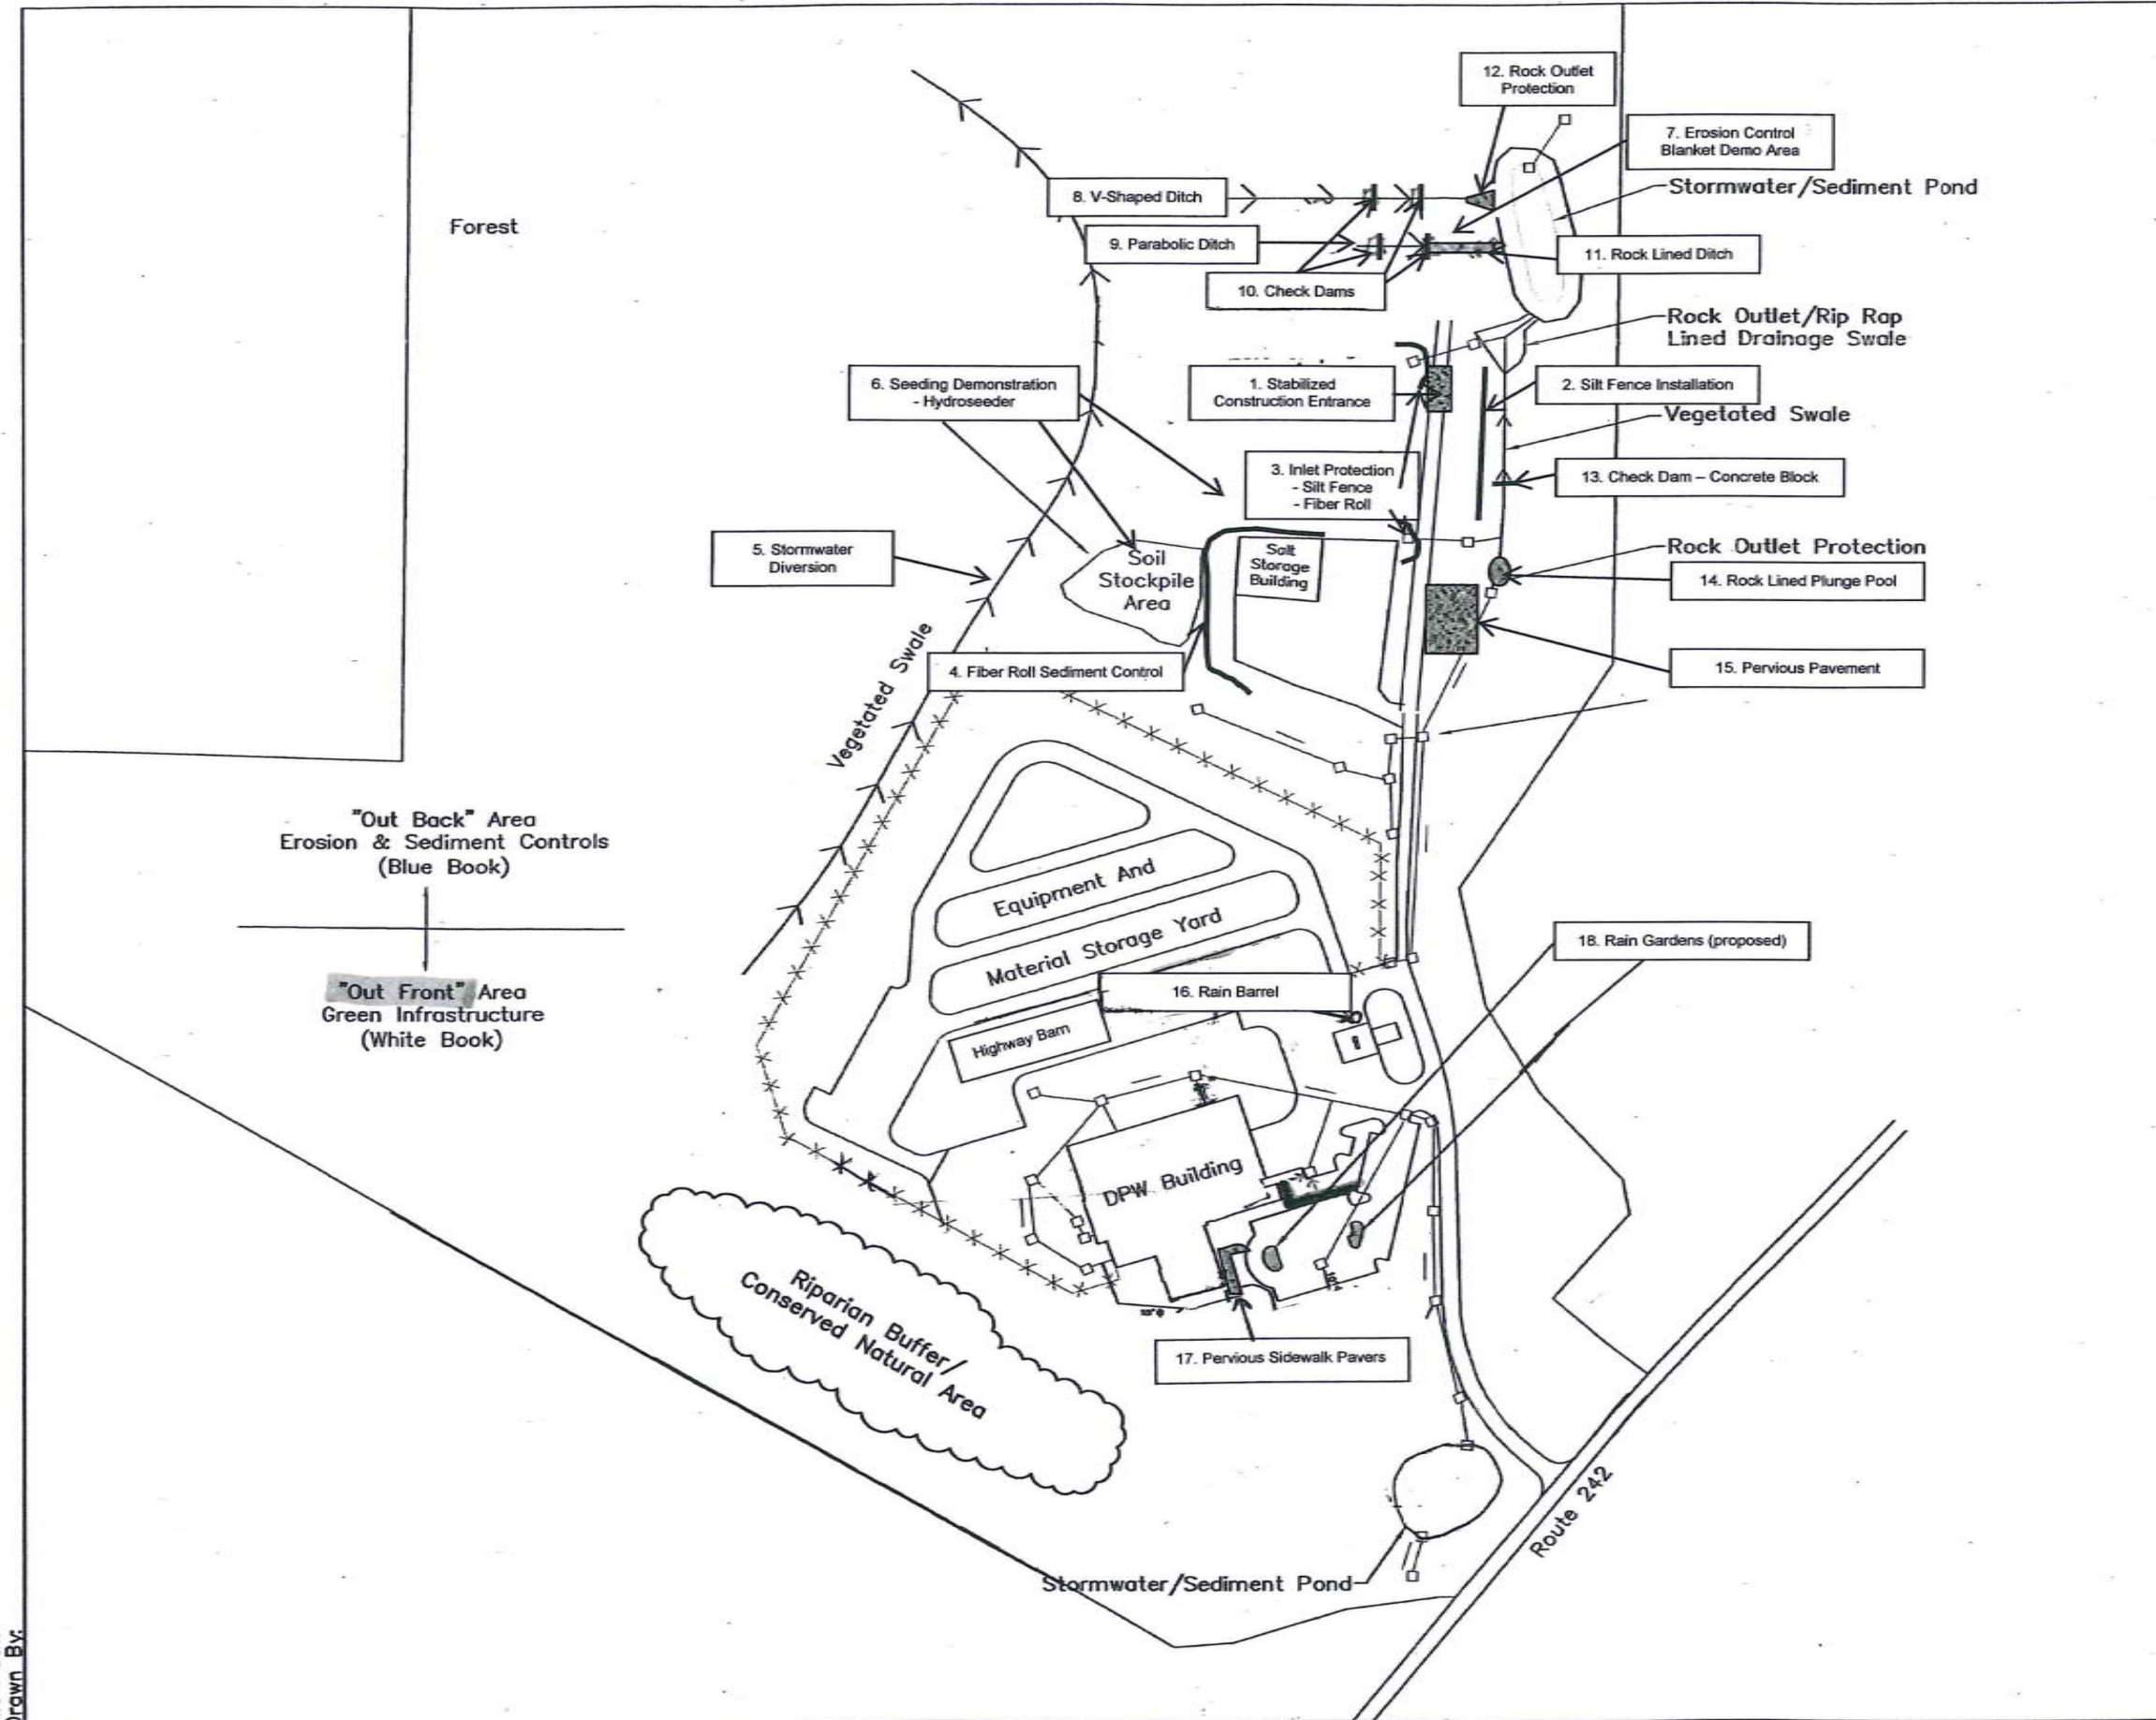 12. Rock Outlet
Protection
7. Erosion Control
Blanket Demo Area
Stormwater/Sediment Pond
8. V-Shaped Ditch
Forest
9. Parabolic Ditch
11. Rock Lined Ditch
10. Check Dams
Rock Outlet/Rip Rap
Lined Drainage Swale
6. Seeding Demonstration
- Hydroseeder
1. Stabilized
Construction Entrance
2. Silt Fence Installation
Vegetated Swale
3. Inlet Protection
- Silt Fence
- Fiber Roll
13. Check Dam – Concrete Block
5. Stormwater
Diversion
Soil
Stockpile
Area
Salt
Storage
Building
Rock Outlet Protection
14. Rock Lined Plunge Pool
4. Fiber Roll Sediment Control
15. Pervious Pavement
Vegetated Swale
"Out Back" Area
Erosion & Sediment Controls
(Blue Book)
"Out Front" Area
Green Infrastructure
(White Book)
Equipment And
Material Storage Yard
18. Rain Gardens (proposed)
16. Rain Barrel
Highway Barn
DPW Building
Riparian Buffer/
Conserved Natural Area
17. Pervious Sidewalk Pavers
Route 242
Stormwater/Sediment Pond
Drawn By: